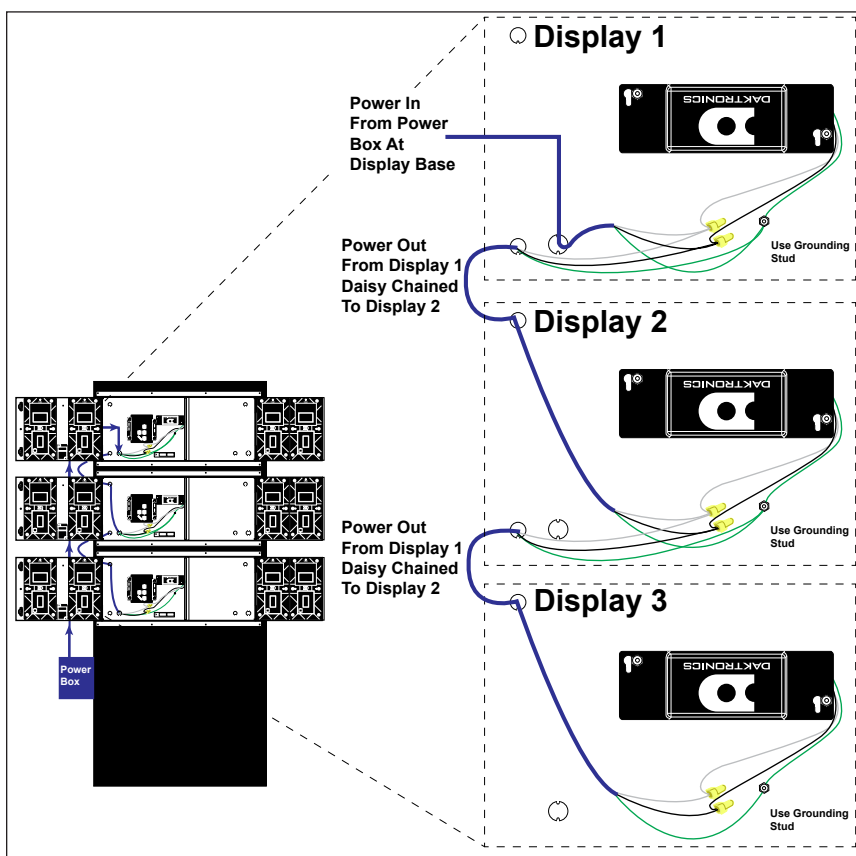 Display 1
DAKTRONICS
Power In
From Power
Box At
Display Base
Use Grounding
Stud
Power Out
From Display 1
Daisy Chained
To Display 2
Display 2
DAKTRONICS
Use Grounding
Stud
Power Out
From Display 1
Daisy Chained
To Display 2
Display 3
DAKTRONICS
Use Grounding
Stud
Power
Box